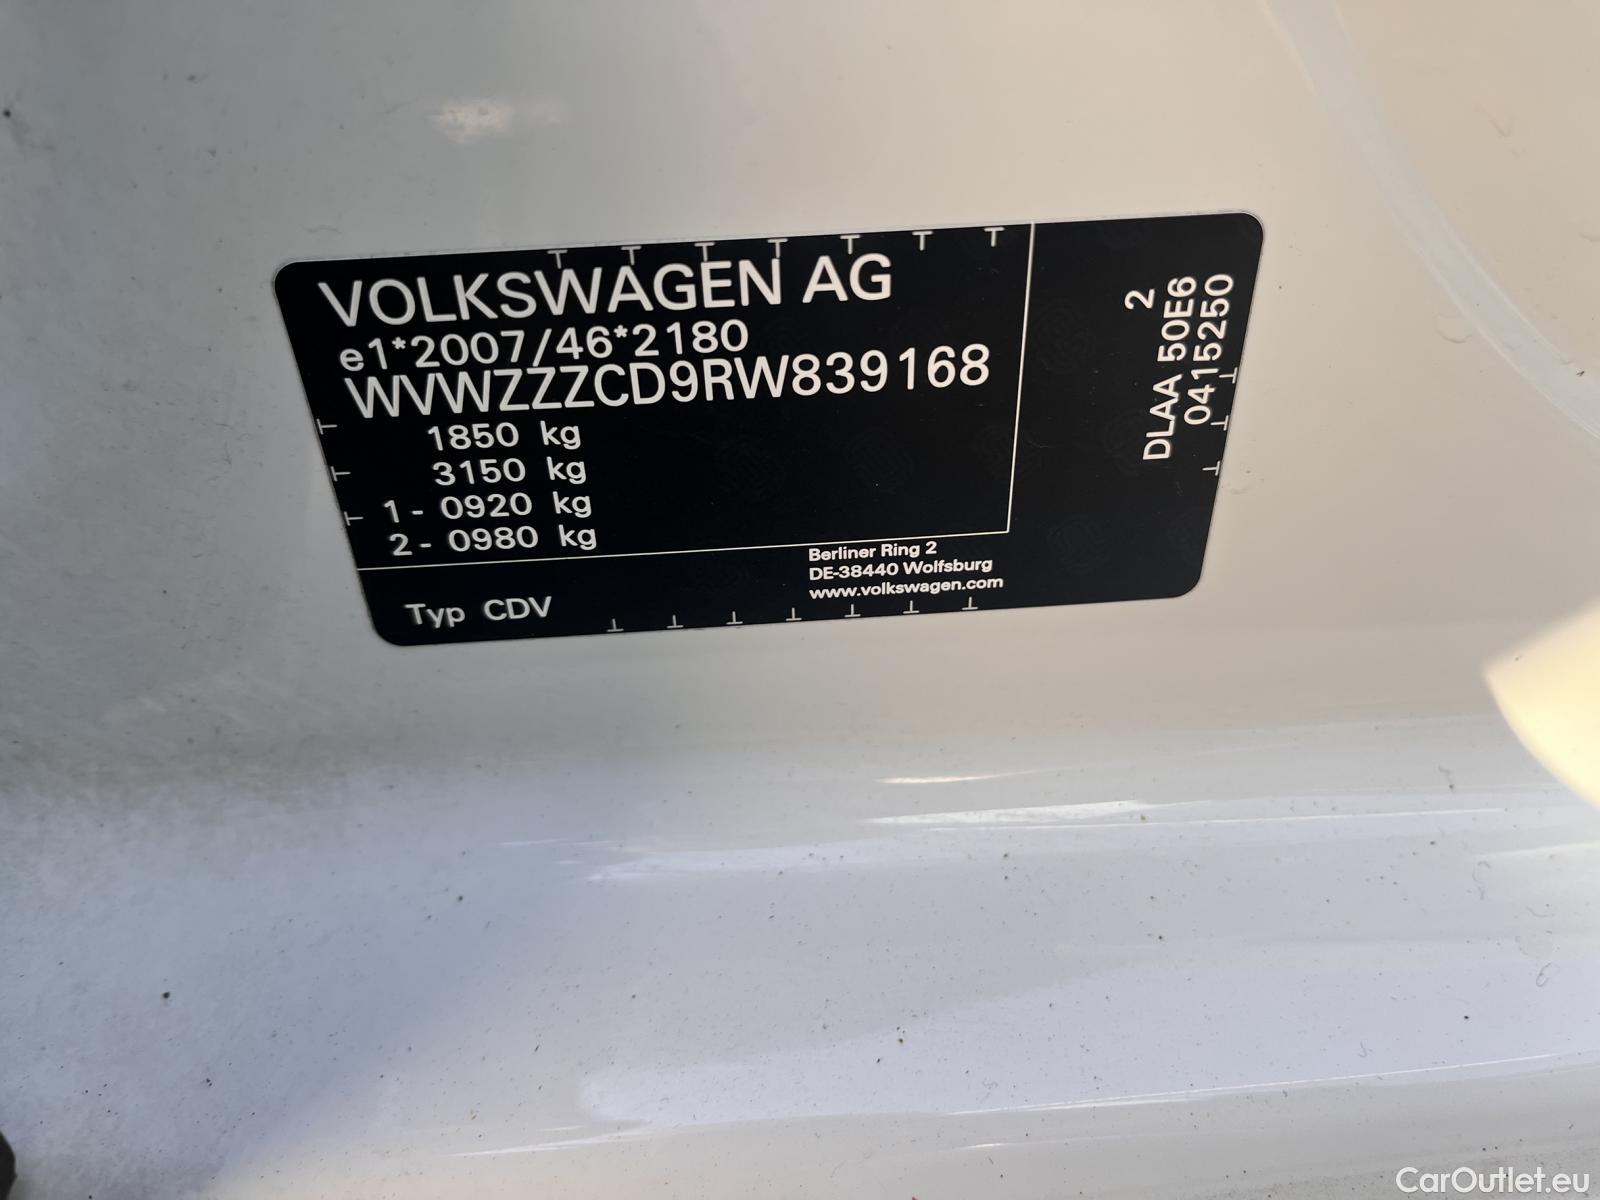 VOLKSWAGEN AG
e1*2007/46*2180
WVWZZZCD9RW839168
1850 kg
3150 kg
1- 0920 kg
2- 0980 kg
Typ CDV
Berliner Ring 2
DE-38440 Wolfsburg
www.volkswagen.com
2
DLAA 50E6
0415250
CarOutlet.eu